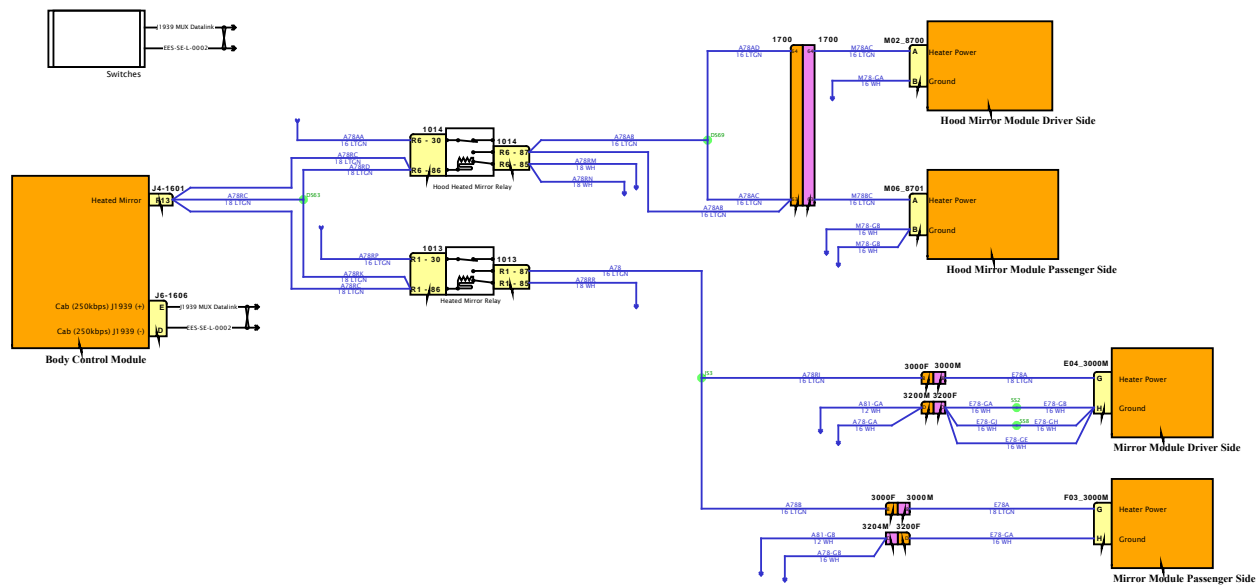 J1939 MUX Datalink
EES-SE-L-0002
Switches
1700 1700
A78AD
16 LTGN
M78AC
16 LTGN
M02_8700
A Heater Power
M78-GA
16 WH
B Ground
Hood Mirror Module Driver Side
A78AA
16 LTGN
1014
R6 - 30
1014
R6 - 87
R6 - 85
R6 - 86
Hood Heated Mirror Relay
A78AB
16 LTGN
DS69
A78RM
18 WH
A78RN
18 WH
A78RC
18 LTGN
A78RD
18 LTGN
J4-1601
Heated Mirror F13
A78RC
18 LTGN
DS63
A78AC
16 LTGN
A78AB
16 LTGN
M78BC
16 LTGN
M06_8701
A Heater Power
M78-GB
16 WH
M78-GB
16 WH
B Ground
Hood Mirror Module Passenger Side
A78RP
16 LTGN
1013
R1 - 30
1013
R1 - 87
R1 - 85
R1 - 86
Heated Mirror Relay
A78
16 LTGN
A78RR
18 WH
A78RK
18 LTGN
A78RC
18 LTGN
J6-1606
Cab (250kbps) J1939 (+) E
J1939 MUX Datalink
Cab (250kbps) J1939 (-) D
EES-SE-L-0002
Body Control Module
JS3
A78RJ
16 LTGN
3000F 3000M
E78A
18 LTGN
E04_3000M
G Heater Power
3200M 3200F
A81-GA
12 WH
A78-GA
16 WH
E78-GA
16 WH
SS2
E78-GB
16 WH
E78-GJ
16 WH
SS8
E78-GH
16 WH
E78-GE
16 WH
H Ground
Mirror Module Driver Side
A78B
16 LTGN
3000F 3000M
E78A
18 LTGN
F03_3000M
G Heater Power
3204M 3200F
A81-GB
12 WH
A78-GB
16 WH
E78-GA
16 WH
H Ground
Mirror Module Passenger Side